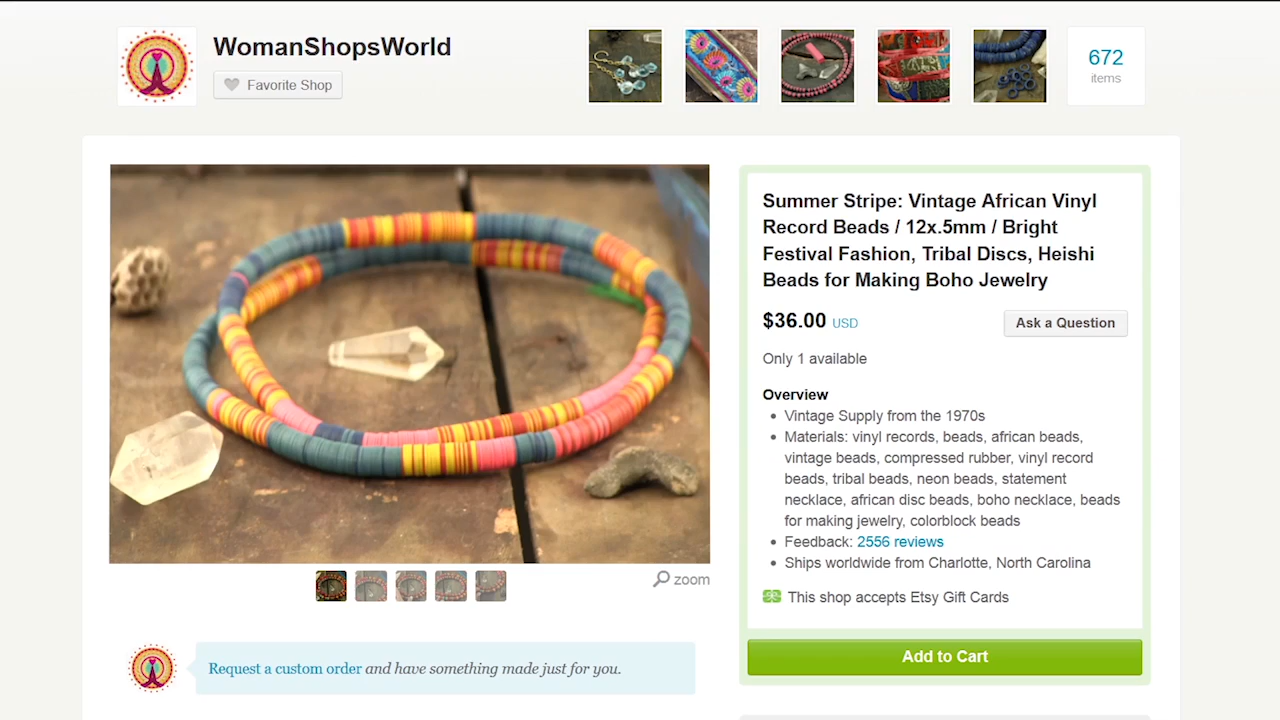 WomanShopsWorld
Favorite Shop
672
items
Summer Stripe: Vintage African Vinyl
Record Beads / 12x.5mm / Bright
Festival Fashion, Tribal Discs, Heishi
Beads for Making Boho Jewelry
$36.00 USD
Ask a Question
Only 1 available
Overview
Vintage Supply from the 1970s
Materials: vinyl records, beads, african beads,
vintage beads, compressed rubber, vinyl record
beads, tribal beads, neon beads, statement
necklace, african disc beads, boho necklace, beads
for making jewelry, colorblock beads
Feedback: 2556 reviews
Ships worldwide from Charlotte, North Carolina
This shop accepts Etsy Gift Cards
Add to Cart
zoom
Request a custom order and have something made just for you.